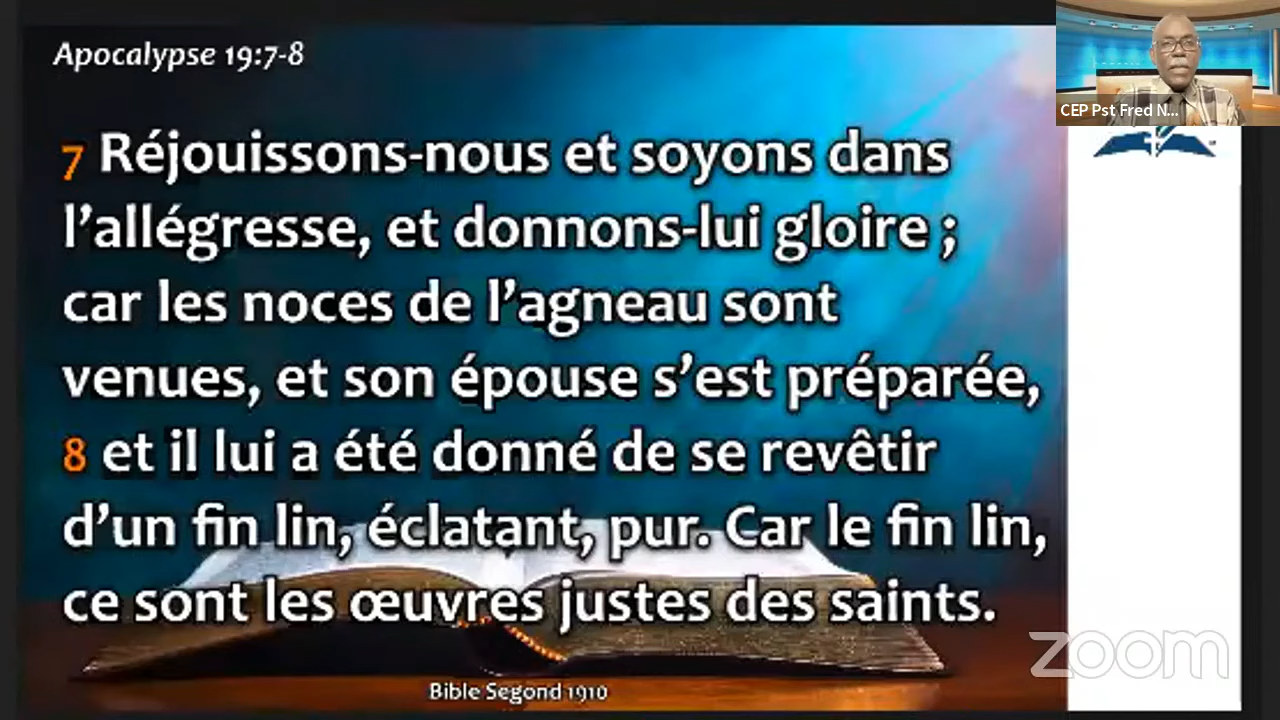 Apocalypse 19:7-8
7 Réjouissons-nous et soyons dans
l’allégresse, et donnons-lui gloire ;
car les noces de l’agneau sont
venues, et son épouse s’est préparée,
8 et il lui a été donné de se revêtir
d’un fin lin, éclatant, pur. Car le fin lin,
ce sont les œuvres justes des saints.
Bible Segond 1910
CEP Pst Fred N...
zoom